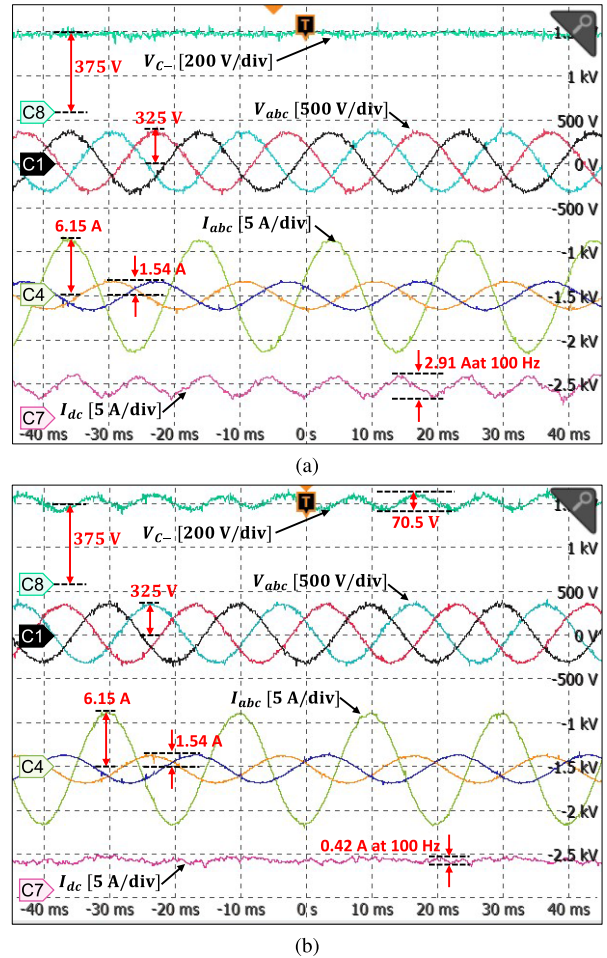 T
1.
V_{C−} [200 V/div]
375 V
1 kV
C8
325 V
V_{abc} [500 V/div]
500 V
C1
0 V
-500 V
6.15 A
I_{abc} [5 A/div]
-1 kV
1.54 A
C4
-1.5 kV
-2 kV
2.91 Aat 100 Hz
-2.5 kV
I_{dc} [5 A/div]
C7
-40 ms -30 ms -20 ms -10 ms 0 s 10 ms 20 ms 30 ms 40 ms
(a)
T
1.
V_{C−} [200 V/div]
70.5 V
375 V
1 kV
C8
325 V
V_{abc} [500 V/div]
500 V
C1
0 V
-500 V
6.15 A
I_{abc} [5 A/div]
-1 kV
1.54 A
C4
-1.5 kV
-2 kV
0.42 A at 100 Hz
-2.5 kV
I_{dc} [5 A/div]
C7
-40 ms -30 ms -20 ms -10 ms 0 s 10 ms 20 ms 30 ms 40 ms
(b)